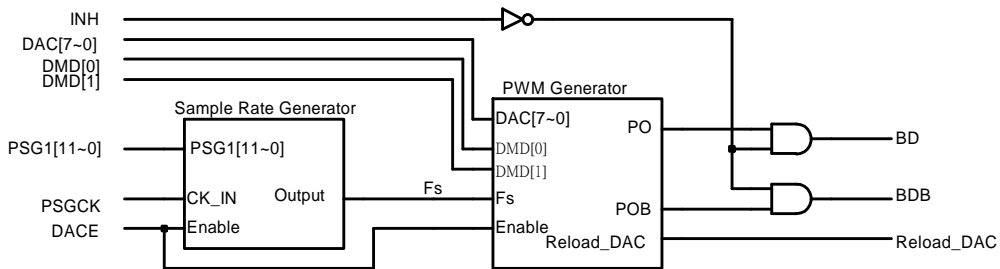 INH
DAC[7~0]
DMD[0]
DMD[1]
PWM Generator
Sample Rate Generator
DAC[7~0]
PO
BD
PSG1[11~0]
PSG1[11~0]
DMD[0]
DMD[1]
PSGCK
CK_IN
Output
Fs
Fs
POB
BDB
DACE
Enable
Enable
Reload_DAC
Reload_DAC